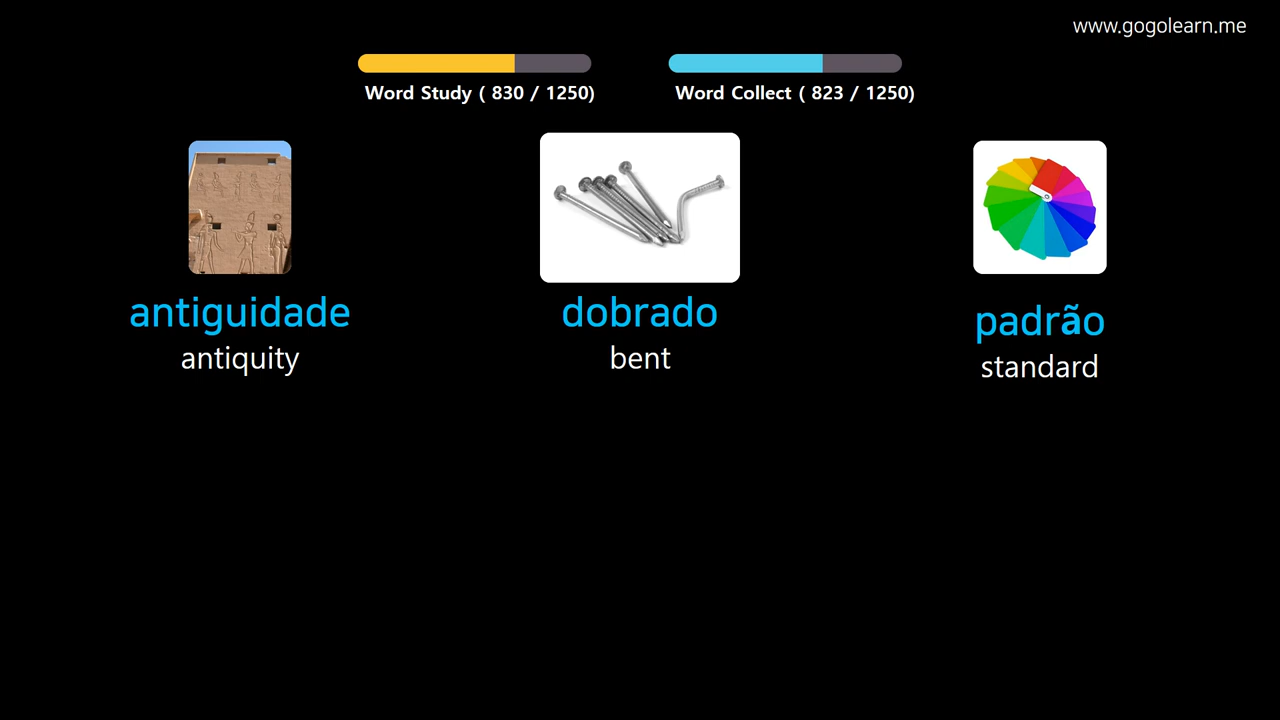 www.gogolearn.me
Word Study ( 830 / 1250)
Word Collect ( 823 / 1250)
antiguidade
antiquity
dobrado
bent
padrão
standard